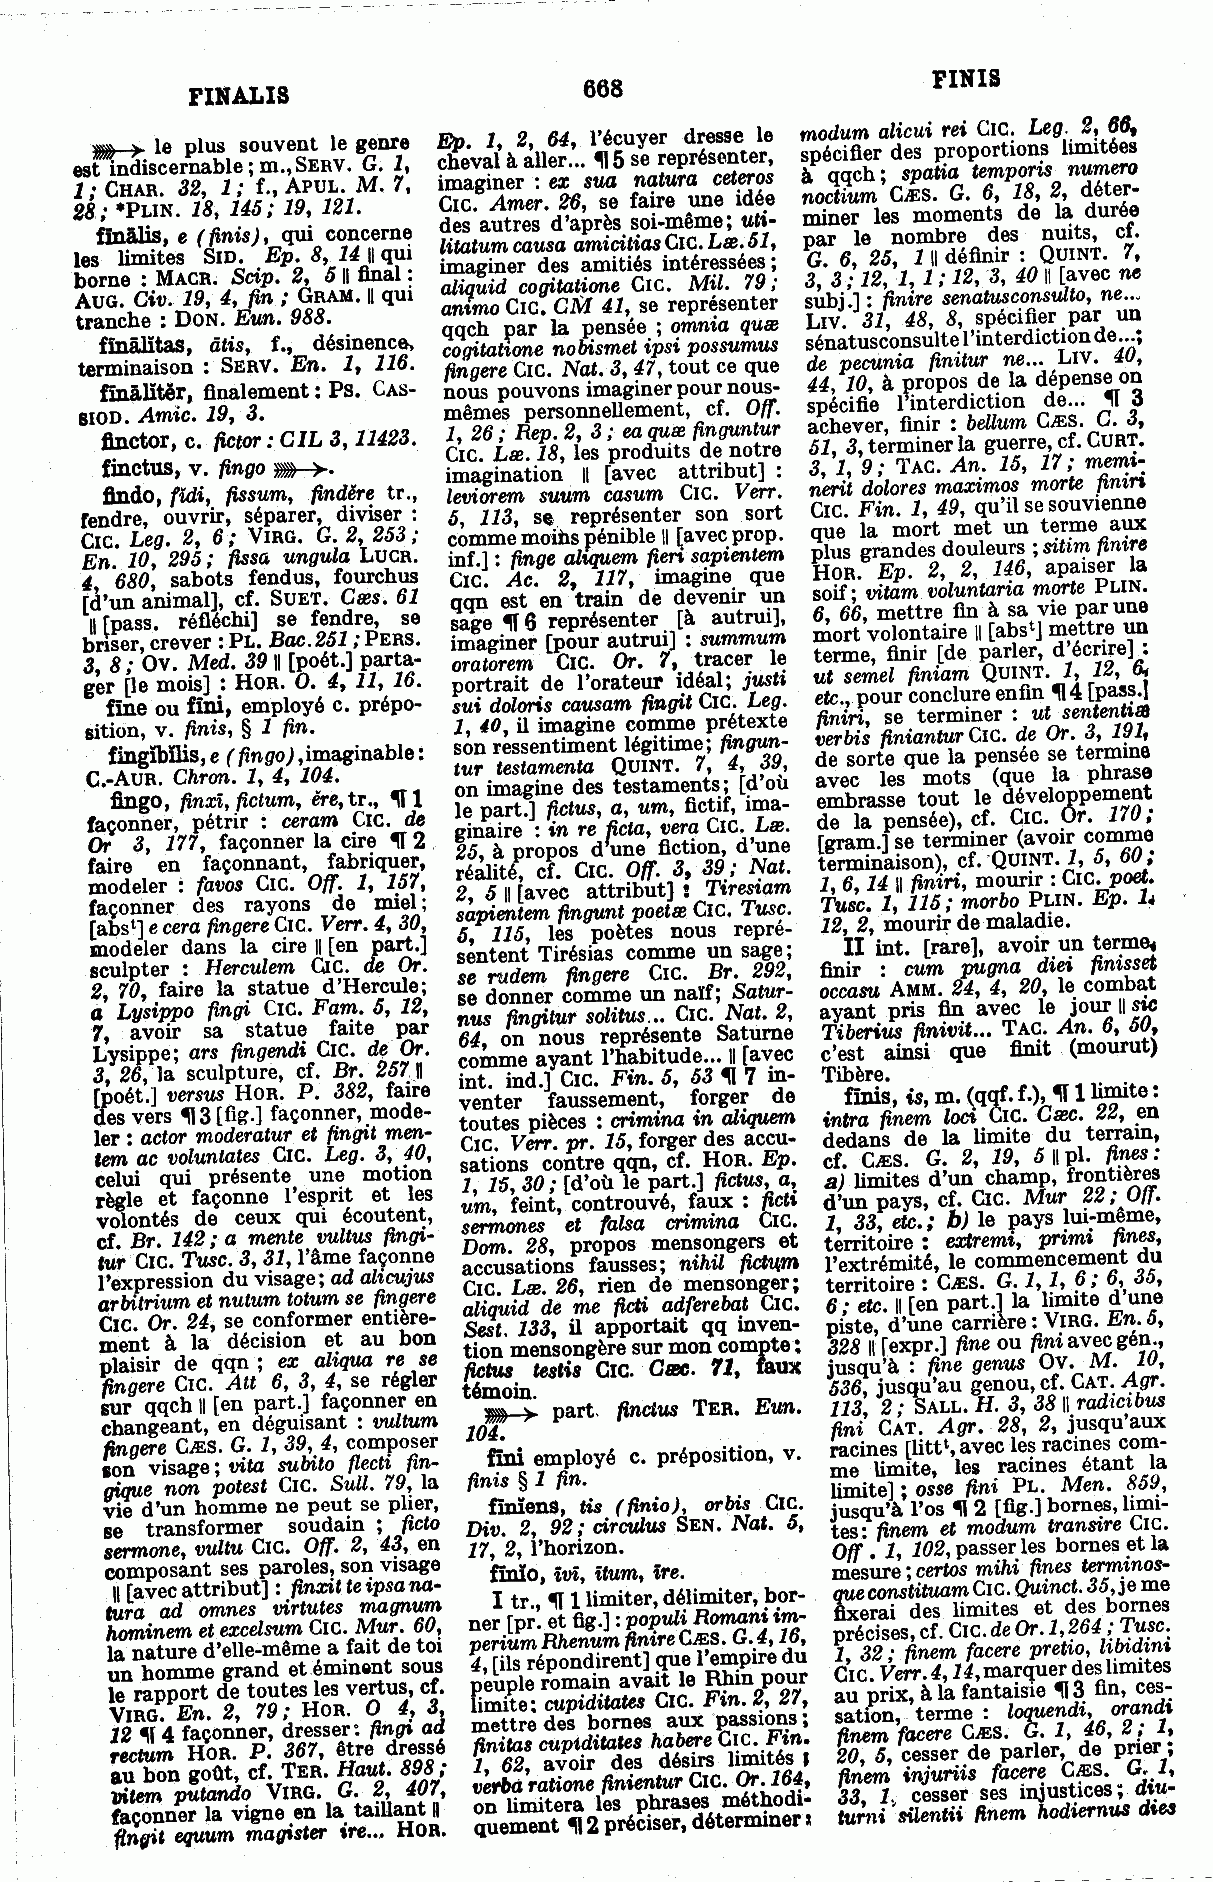 FINALIS
668
FINIS
➳→ le plus souvent le genre
est indiscernable ; m., SERV. G. 1,
1 ; CHAR. 32, 1 ; f., APUL. M. 7,
28 ; *PLIN. 18, 145 ; 19, 121.
fīnālis, e (finis), qui concerne
les limites SID. Ep. 8, 14 || qui
borne : MACR. Scip. 2, 5 || final :
AUG. Civ. 19, 4, fin ; GRAM. || qui
tranche : DON. Eun. 988.
fīnālĭtas, ātis, f., désinence,
terminaison : SERV. En. 1, 116.
fīnālĭtĕr, finalement : PS. CAS-
SIOD. Amic. 19, 3.
finctor, c. fictor : CIL 3, 11423.
finctus, v. fingo ➳→.
findo, fĭdi, fissum, findĕre tr.,
fendre, ouvrir, séparer, diviser :
CIC. Leg. 2, 6 ; VIRG. G. 2, 253 ;
En. 10, 295 ; fissa ungula LUCR.
4, 680, sabots fendus, fourchus
[d'un animal], cf. SUET. Cæs. 61
|| [pass. réfléchi] se fendre, se
briser, crever : PL. Bac. 251 ; PERS.
3, 8 ; OV. Med. 39 || [poét.] parta-
ger [le mois] : HOR. O. 4, 11, 16.
fīne ou fīni, employé c. prépo-
sition, v. finis, § 1 fin.
fingĭbĭlis, e (fingo), imaginable :
C.-AUR. Chron. 1, 4, 104.
fingo, finxī, fictum, ĕre, tr., ¶ 1
façonner, pétrir : ceram CIC. de
Or 3, 177, façonner la cire ¶ 2
faire en façonnant, fabriquer,
modeler : favos CIC. Off. 1, 157,
façonner des rayons de miel ;
[absᵗ] e cera fingere CIC. Verr. 4, 30,
modeler dans la cire || [en part.]
sculpter : Herculem CIC. de Or.
2, 70, faire la statue d'Hercule ;
a Lysippo fingi CIC. Fam. 5, 12,
7, avoir sa statue faite par
Lysippe ; ars fingendi CIC. de Or.
3, 26, la sculpture, cf. Br. 257 ||
[poét.] versus HOR. P. 382, faire
des vers ¶ 3 [fig.] façonner, mode-
ler : actor moderatur et fingit men-
tem ac voluntates CIC. Leg. 3, 40,
celui qui présente une motion
règle et façonne l'esprit et les
volontés de ceux qui écoutent,
cf. Br. 142 ; a mente vultus fingi-
tur CIC. Tusc. 3, 31, l'âme façonne
l'expression du visage ; ad alicujus
arbitrium et nutum totum se fingere
CIC. Or. 24, se conformer entière-
ment à la décision et au bon
plaisir de qqn ; ex aliqua re se
fingere CIC. Att 6, 3, 4, se régler
sur qqch || [en part.] façonner en
changeant, en déguisant : vultum
fingere CÆS. G. 1, 39, 4, composer
son visage ; vita subito flecti fin-
gique non potest CIC. Sull. 79, la
vie d'un homme ne peut se plier,
se transformer soudain ; ficto
sermone, vultu CIC. Off. 2, 43, en
composant ses paroles, son visage
|| [avec attribut] : finxit te ipsa na-
tura ad omnes virtutes magnum
hominem et excelsum CIC. Mur. 60,
la nature d'elle-même a fait de toi
un homme grand et éminent sous
le rapport de toutes les vertus, cf.
VIRG. En. 2, 79 ; HOR. O 4, 3,
12 ¶ 4 façonner, dresser : fingi ad
rectum HOR. P. 367, être dressé
au bon goût, cf. TER. Haut. 898 ;
vitem putando VIRG. G. 2, 407,
façonner la vigne en la taillant ||
fingit equum magister ire... HOR.
Ep. 1, 2, 64, l'écuyer dresse le
cheval à aller... ¶ 5 se représenter,
imaginer : ex sua natura ceteros
CIC. Amer. 26, se faire une idée
des autres d'après soi-même ; uti-
litatum causa amicitias CIC. Læ. 51,
imaginer des amitiés intéressées ;
aliquid cogitatione CIC. Mil. 79 ;
animo CIC. CM 41, se représenter
qqch par la pensée ; omnia quæ
cogitatione nobismet ipsi possumus
fingere CIC. Nat. 3, 47, tout ce que
nous pouvons imaginer pour nous-
mêmes personnellement, cf. Off.
1, 26 ; Rep. 2, 3 ; ea quæ finguntur
CIC. Læ. 18, les produits de notre
imagination || [avec attribut] :
leviorem suum casum CIC. Verr.
5, 113, se représenter son sort
comme moins pénible || [avec prop.
inf.] : finge aliquem fieri sapientem
CIC. Ac. 2, 117, imagine que
qqn est en train de devenir un
sage ¶ 6 représenter [à autrui],
imaginer [pour autrui] : summum
oratorem CIC. Or. 7, tracer le
portrait de l'orateur idéal ; justi
sui doloris causam fingit CIC. Leg.
1, 40, il imagine comme prétexte
son ressentiment légitime ; fingun-
tur testamenta QUINT. 7, 4, 39,
on imagine des testaments ; [d'où
le part.] fictus, a, um, fictif, ima-
ginaire : in re ficta, vera CIC. Læ.
25, à propos d'une fiction, d'une
réalité, cf. CIC. Off. 3, 39 ; Nat.
2, 5 || [avec attribut] : Tiresiam
sapientem fingunt poetæ CIC. Tusc.
5, 115, les poètes nous repré-
sentent Tirésias comme un sage ;
se rudem fingere CIC. Br. 292,
se donner comme un naïf ; Satur-
nus fingitur solitus... CIC. Nat. 2,
64, on nous représente Saturne
comme ayant l'habitude... || [avec
int. ind.] CIC. Fin. 5, 53 ¶ 7 in-
venter faussement, forger de
toutes pièces : crimina in aliquem
CIC. Verr. pr. 15, forger des accu-
sations contre qqn, cf. HOR. Ep.
1, 15, 30 ; [d'où le part.] fictus, a,
um, feint, controuvé, faux : ficti
sermones et falsa crimina CIC.
Dom. 28, propos mensongers et
accusations fausses ; nihil fictum
CIC. Læ. 26, rien de mensonger ;
aliquid de me ficti adferebat CIC.
Sest. 133, il apportait qq inven-
tion mensongère sur mon compte :
fictus testis CIC. Cæc. 71, faux
témoin.
➳→ part. finctus TER. Eun.
104.
fīni employé c. préposition, v.
finis § 1 fin.
fīnĭens, tis (finio), orbis CIC.
Div. 2, 92 ; circulus SEN. Nat. 5,
17, 2, l'horizon.
fīnĭo, īvī, ītum, īre.
I tr., ¶ 1 limiter, délimiter, bor-
ner [pr. et fig.] : populi Romani im-
perium Rhenum finire CÆS. G. 4, 16,
4, [ils répondirent] que l'empire du
peuple romain avait le Rhin pour
limite ; cupiditates CIC. Fin. 2, 27,
mettre des bornes aux passions ;
finitas cupiditates habere CIC. Fin.
1, 62, avoir des désirs limités ;
verba ratione finientur CIC. Or. 164,
on limitera les phrases méthodi-
quement ¶ 2 préciser, déterminer :
modum alicui rei CIC. Leg. 2, 66,
spécifier des proportions limitées
à qqch ; spatia temporis numero
noctium CÆS. G. 6, 18, 2, déter-
miner les moments de la durée
par le nombre des nuits, cf.
G. 6, 25, 1 || définir : QUINT. 7,
3, 3 ; 12, 1, 1 ; 12, 3, 40 || [avec ne
subj.] : finire senatusconsulto, ne...
LIV. 31, 48, 8, spécifier par un
sénatusconsulte l'interdiction de... ;
de pecunia finitur ne... LIV. 40,
44, 10, à propos de la dépense on
spécifie l'interdiction de... ¶ 3
achever, finir : bellum CÆS. C. 3,
51, 3, terminer la guerre, cf. CURT.
3, 1, 9 ; TAC. An. 15, 17 ; memi-
nerit dolores maximos morte finiri
CIC. Fin. 1, 49, qu'il se souvienne
que la mort met un terme aux
plus grandes douleurs ; sitim finire
HOR. Ep. 2, 2, 146, apaiser la
soif ; vitam voluntaria morte PLIN.
6, 66, mettre fin à sa vie par une
mort volontaire || [absᵗ] mettre un
terme, finir [de parler, d'écrire] :
ut semel finiam QUINT. 1, 12, 6,
etc., pour conclure enfin ¶ 4 [pass.]
finiri, se terminer : ut sententiæ
verbis finiantur CIC. de Or. 3, 191,
de sorte que la pensée se termine
avec les mots (que la phrase
embrasse tout le développement
de la pensée), cf. CIC. Or. 170 ;
[gram.] se terminer (avoir comme
terminaison), cf. QUINT. 1, 5, 60 ;
1, 6, 14 || finiri, mourir : CIC. poet.
Tusc. 1, 115 ; morbo PLIN. Ep. 1,
12, 2, mourir de maladie.
II int. [rare], avoir un terme,
finir : cum pugna diei finisset
occasu AMM. 24, 4, 20, le combat
ayant pris fin avec le jour || sic
Tiberius finivit... TAC. An. 6, 50,
c'est ainsi que finit (mourut)
Tibère.
fīnis, is, m. (qqf. f.), ¶ 1 limite :
intra finem loci CIC. Cæc. 22, en
dedans de la limite du terrain,
cf. CÆS. G. 2, 19, 5 || pl. fines :
a) limites d'un champ, frontières
d'un pays, cf. CIC. Mur 22 ; Off.
1, 33, etc. ; b) le pays lui-même,
territoire : extremi, primi fines,
l'extrémité, le commencement du
territoire : CÆS. G. 1, 1, 6 ; 6, 35,
6 ; etc. || [en part.] la limite d'une
piste, d'une carrière : VIRG. En. 5,
328 || [expr.] fine ou fini avec gén.,
jusqu'à : fine genus OV. M. 10,
536, jusqu'au genou, cf. CAT. Agr.
113, 2 ; SALL. H. 3, 38 || radicibus
fini CAT. Agr. 28, 2, jusqu'aux
racines [littᵗ, avec les racines com-
me limite, les racines étant la
limite] ; osse fini PL. Men. 859,
jusqu'à l'os ¶ 2 [fig.] bornes, limi-
tes : finem et modum transire CIC.
Off. 1, 102, passer les bornes et la
mesure ; certos mihi fines terminos-
que constituam CIC. Quinct. 35, je me
fixerai des limites et des bornes
précises, cf. CIC. de Or. 1, 264 ; Tusc.
1, 32 ; finem facere pretio, libidini
CIC. Verr. 4, 14, marquer des limites
au prix, à la fantaisie ¶ 3 fin, ces-
sation, terme : loquendi, orandi
finem facere CÆS. G. 1, 46, 2 ; 1,
20, 5, cesser de parler, de prier ;
finem injuriis facere CÆS. G. 1,
33, 1, cesser ses injustices ; diu-
turni silentii finem hodiernus dies